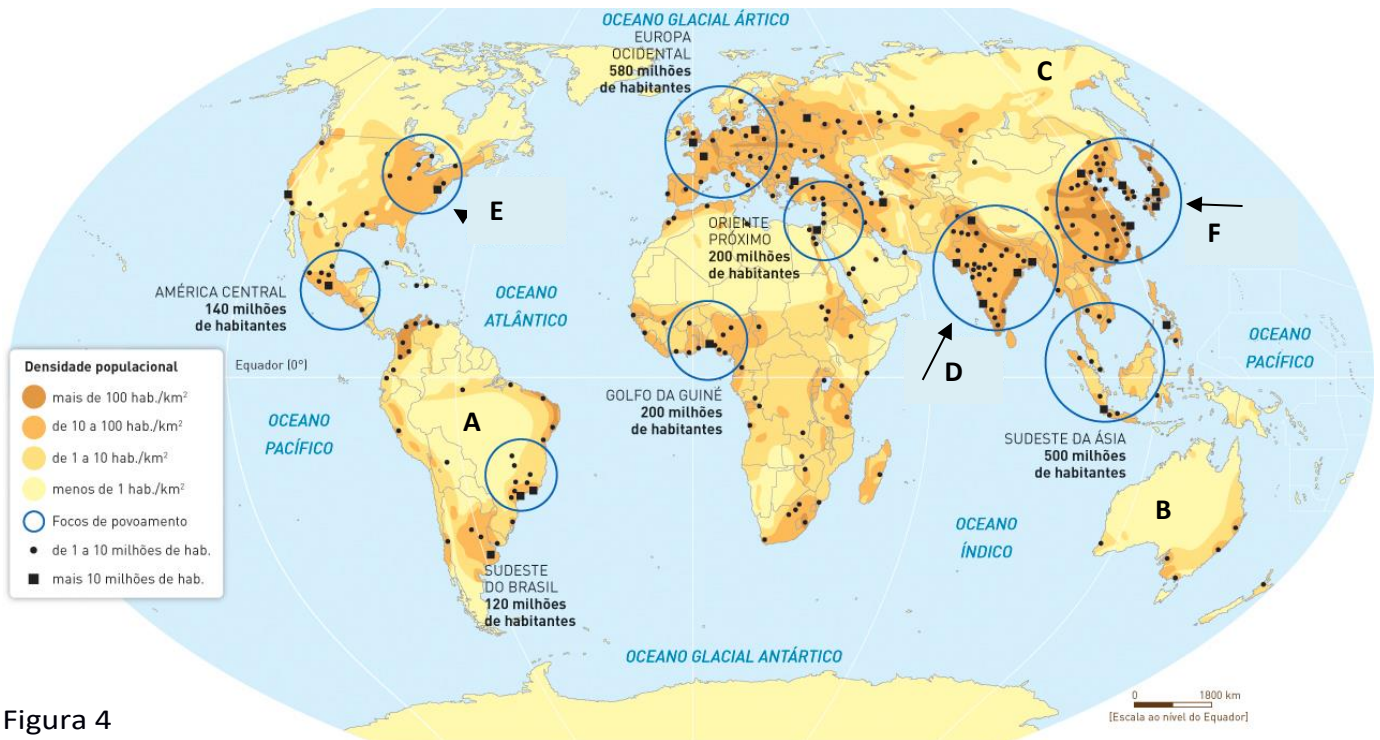 OCEANO GLACIAL ÁRTICO
EUROPA
OCIDENTAL
580 milhões
de habitantes
C
E
ORIENTE
PRÓXIMO
200 milhões
de habitantes
F
AMÉRICA CENTRAL
140 milhões
de habitantes
OCEANO
ATLÂNTICO
D
OCEANO
PACÍFICO
Equador (0°)
Densidade populacional
mais de 100 hab./km²
de 10 a 100 hab./km²
de 1 a 10 hab./km²
menos de 1 hab./km²
Focos de povoamento
de 1 a 10 milhões de hab.
mais 10 milhões de hab.
OCEANO
PACÍFICO
A
GOLFO DA GUINÉ
200 milhões
de habitantes
SUDESTE DA ÁSIA
500 milhões
de habitantes
B
OCEANO
ÍNDICO
SUDESTE
DO BRASIL
120 milhões
de habitantes
OCEANO GLACIAL ANTÁRTICO
0 1800 km
[Escala ao nível do Equador]
Figura 4